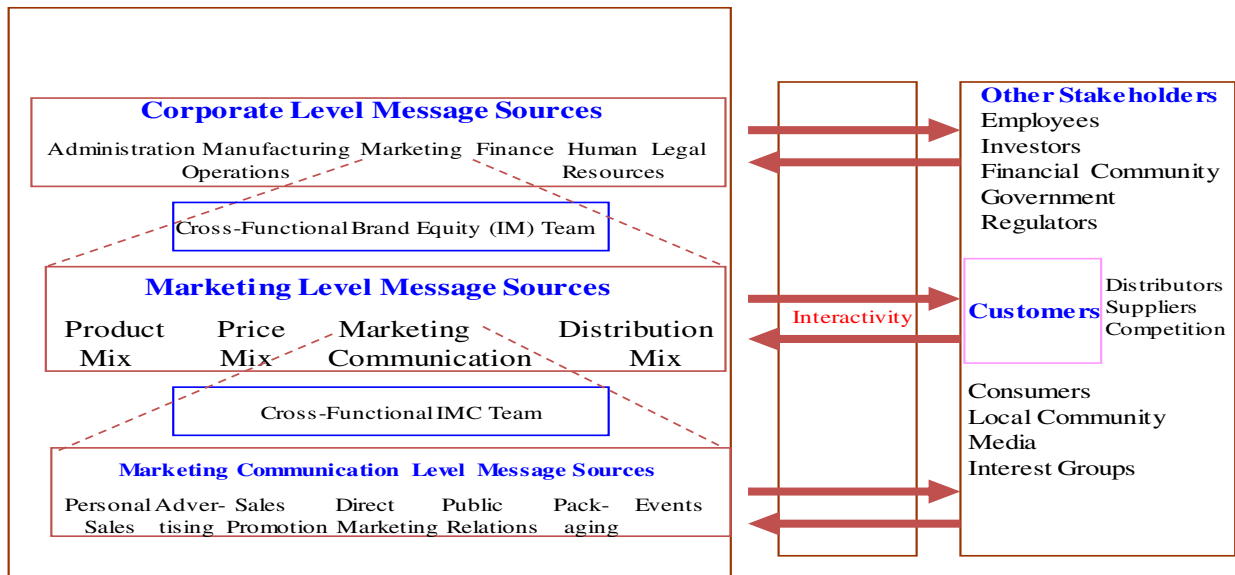 Corporate Level Message Sources
Administration Manufacturing Marketing Finance Human Legal
Operations Resources
Cross-Functional Brand Equity (IM) Team
Marketing Level Message Sources
Product Price Marketing Distribution
Mix Mix Communication Mix
Cross-Functional IMC Team
Marketing Communication Level Message Sources
Personal Adver- Sales Direct Public Pack- Events
Sales tising Promotion Marketing Relations aging
Interactivity
Other Stakeholders
Employees
Investors
Financial Community
Government
Regulators
Customers
Distributors
Suppliers
Competition
Consumers
Local Community
Media
Interest Groups